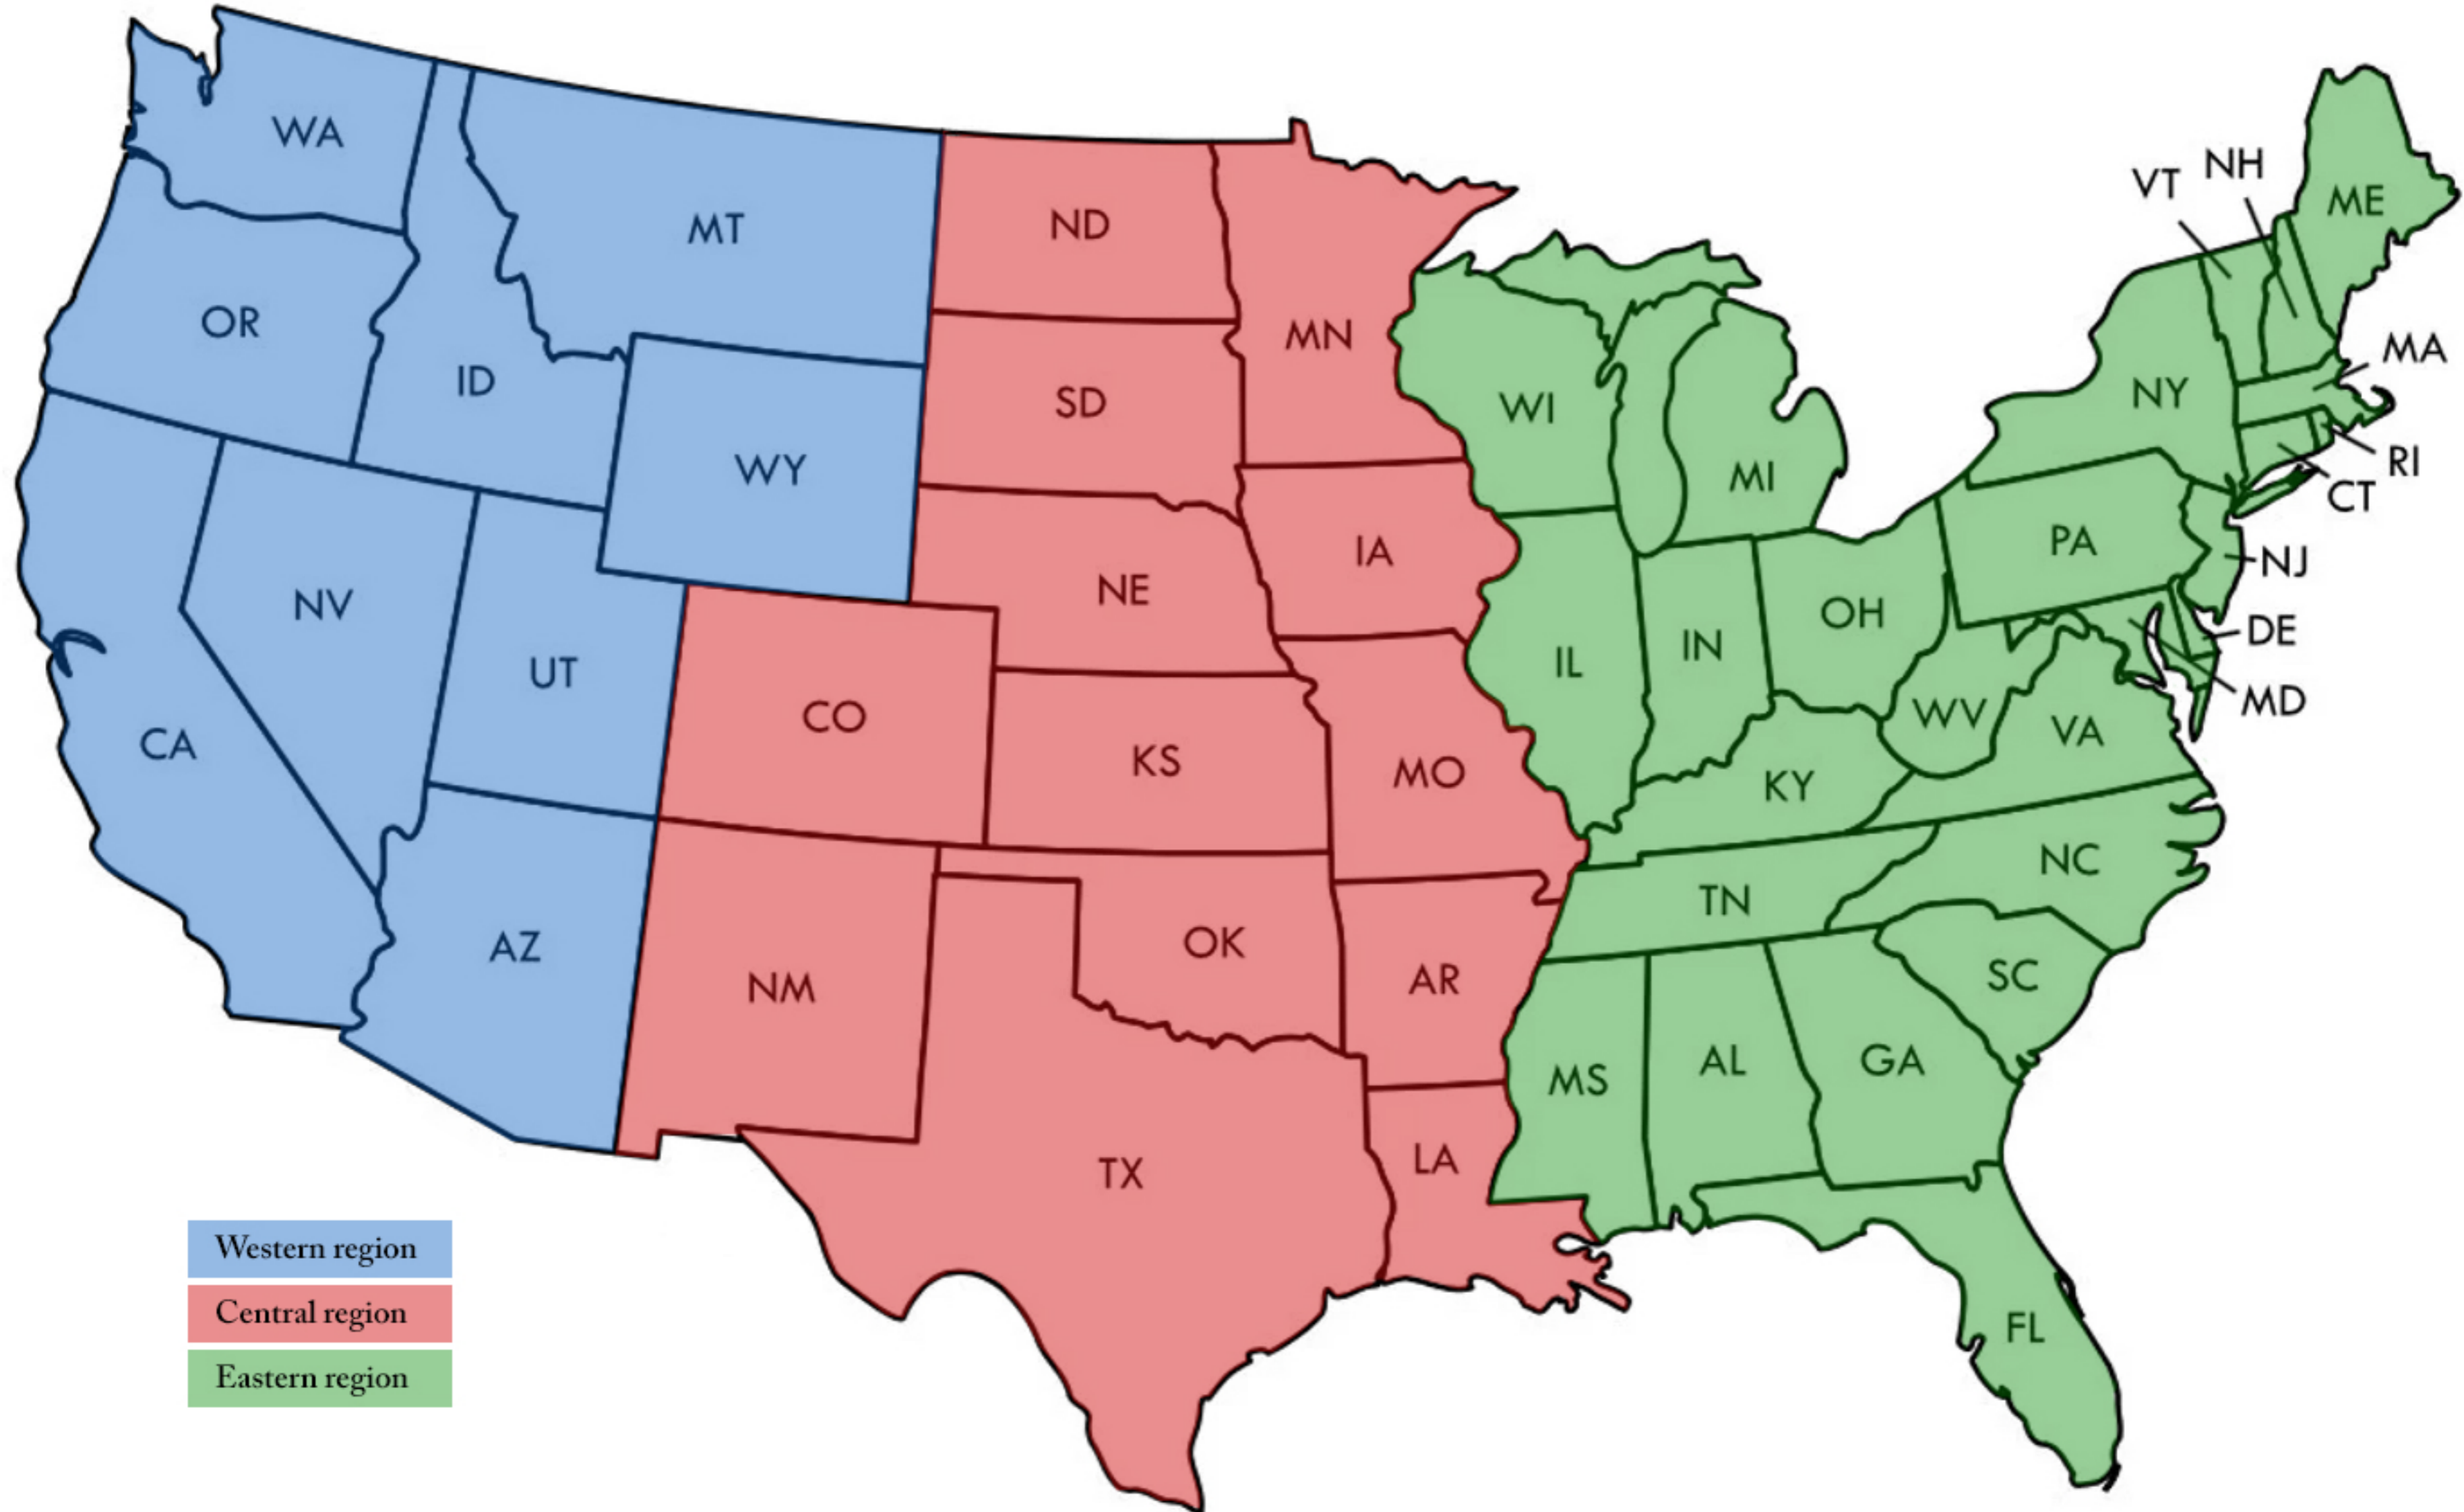 WA
MT
ND
MN
OR
ID
WY
SD
WI
MI
NY
VT
NH
ME
MA
RI
CT
NJ
DE
MD
PA
CA
NV
UT
CO
NE
IA
KS
MO
IL
IN
OH
WV
VA
KY
AZ
NM
OK
TX
AR
LA
TN
NC
SC
MS
AL
GA
FL
Western region
Central region
Eastern region